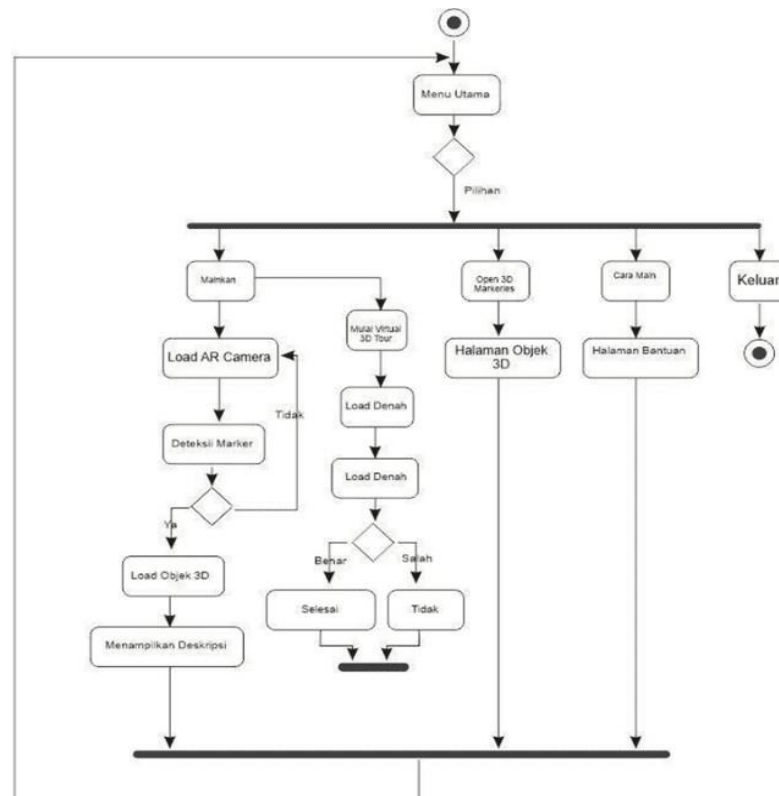 Menu Utama
Pilihan
Mainkan
Open 3D
Markeries
Cara Main
Keluar
Mulai Virtual
3D Tour
Load AR Camera
Halaman Objek
3D
Halaman Bantuan
Load Denah
Tidak
Deteksii Marker
Load Denah
Ya
Benar
Salah
Load Objek 3D
Selesai
Tidak
Menampilkan Deskripsi